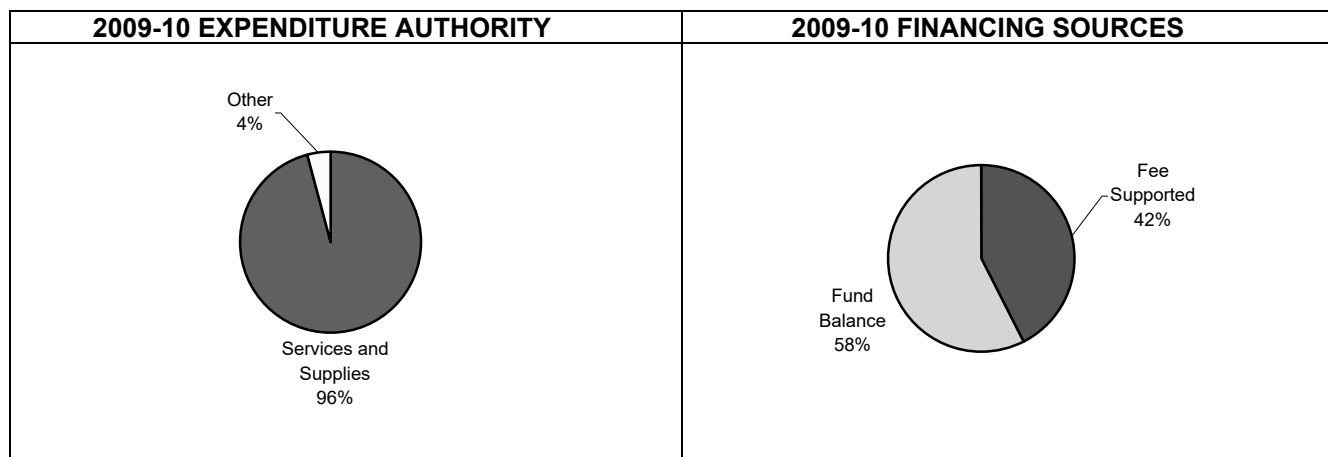 2009-10 EXPENDITURE AUTHORITY
Other
4%
Services and
Supplies
96%
2009-10 FINANCING SOURCES
Fee
Supported
42%
Fund
Balance
58%